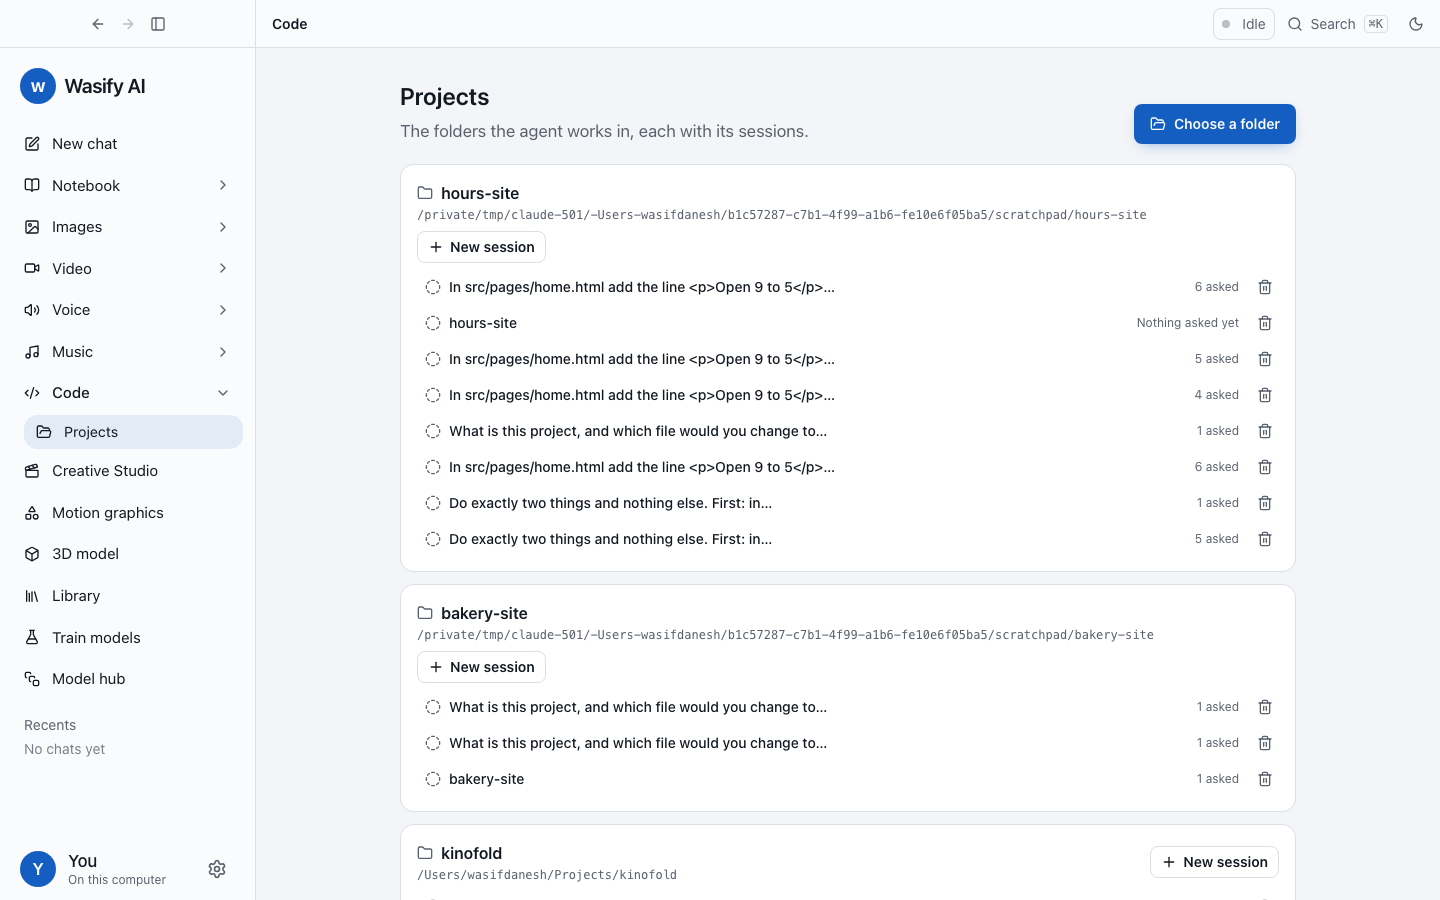 Code
Idle
Search ⌘K
W Wasify AI
New chat
Notebook
Images
Video
Voice
Music
Code
Projects
Creative Studio
Motion graphics
3D model
Library
Train models
Model hub
Recents
No chats yet
Y You
On this computer
Projects
The folders the agent works in, each with its sessions.
Choose a folder
hours-site
/private/tmp/claude-501/-Users-wasifdanesh/b1c57287-c7b1-4f99-a1b6-fe10e6f05ba5/scratchpad/hours-site
New session
In src/pages/home.html add the line <p>Open 9 to 5</p>... 6 asked
hours-site Nothing asked yet
In src/pages/home.html add the line <p>Open 9 to 5</p>... 5 asked
In src/pages/home.html add the line <p>Open 9 to 5</p>... 4 asked
What is this project, and which file would you change to... 1 asked
In src/pages/home.html add the line <p>Open 9 to 5</p>... 6 asked
Do exactly two things and nothing else. First: in... 1 asked
Do exactly two things and nothing else. First: in... 5 asked
bakery-site
/private/tmp/claude-501/-Users-wasifdanesh/b1c57287-c7b1-4f99-a1b6-fe10e6f05ba5/scratchpad/bakery-site
New session
What is this project, and which file would you change to... 1 asked
What is this project, and which file would you change to... 1 asked
bakery-site 1 asked
kinofold
/Users/wasifdanesh/Projects/kinofold
New session